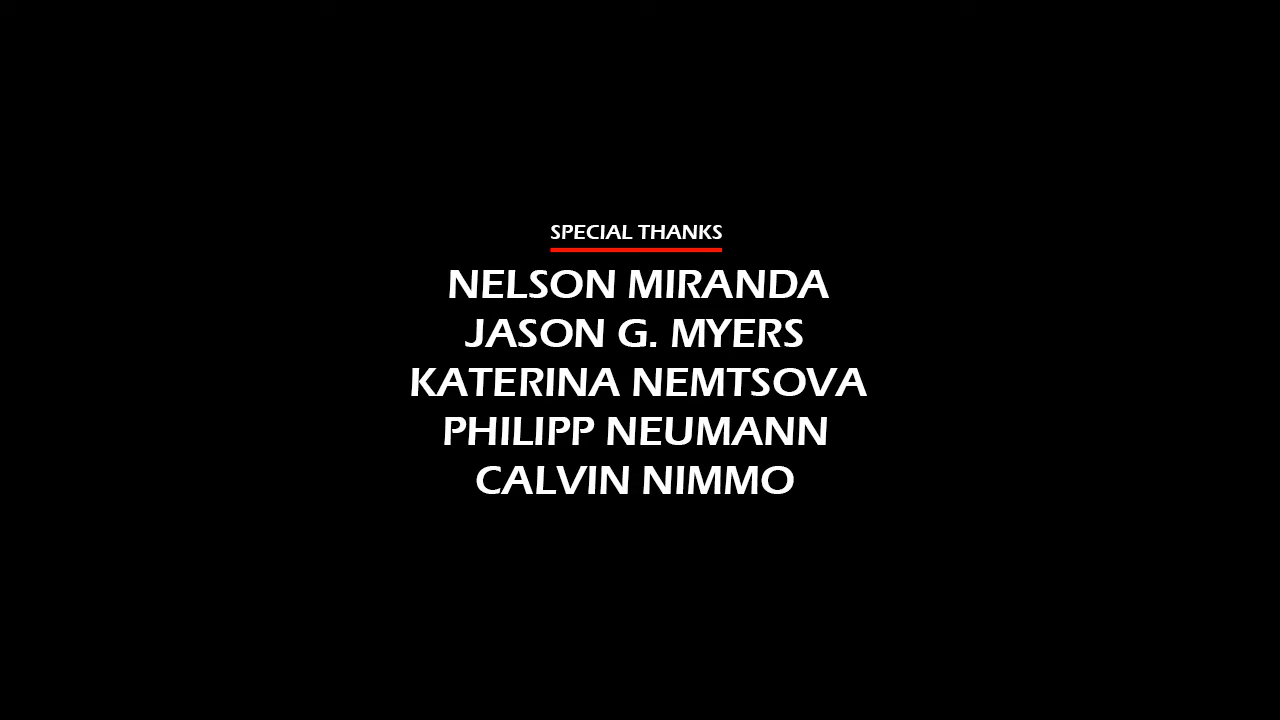 SPECIAL THANKS
NELSON MIRANDA
JASON G. MYERS
KATERINA NEMTSOVA
PHILIPP NEUMANN
CALVIN NIMMO